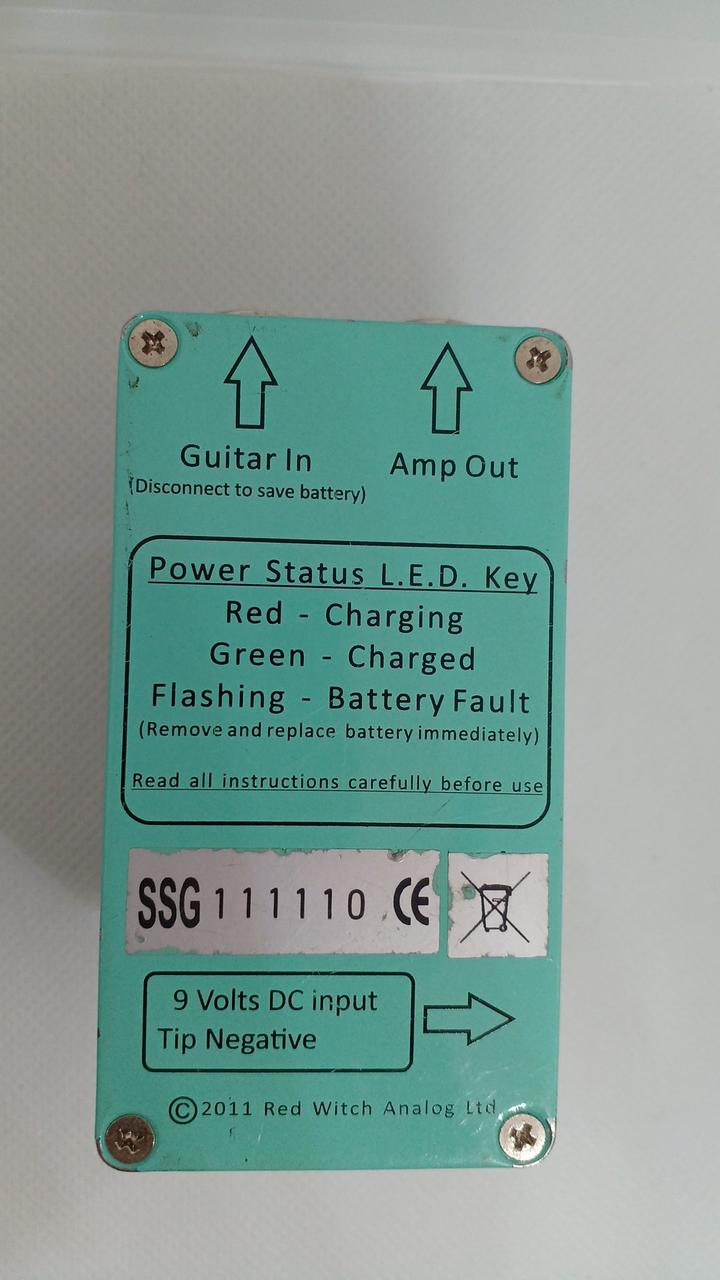 Guitar In
Amp Out
(Disconnect to save battery)
Power Status L.E.D. Key
Red - Charging
Green - Charged
Flashing - Battery Fault
(Remove and replace battery immediately)
Read all instructions carefully before use
SSG 111110 CE
9 Volts DC input
Tip Negative
©2011 Red Witch Analog Ltd